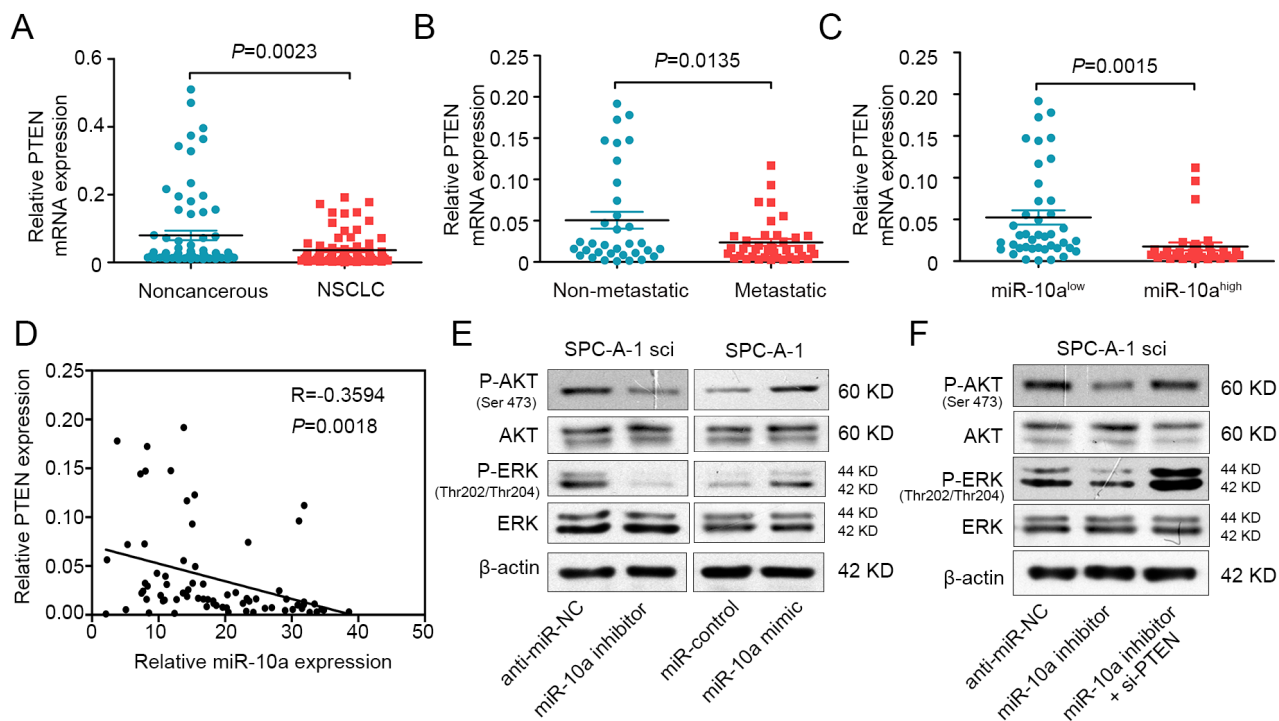 A
P=0.0023
Relative PTEN
mRNA expression
0.6
0.4
0.2
0
Noncancerous
NSCLC
B
P=0.0135
Relative PTEN
mRNA expression
0.25
0.20
0.15
0.10
0.05
0
Non-metastatic
Metastatic
C
P=0.0015
Relative PTEN
mRNA expression
0.25
0.20
0.15
0.10
0.05
0
miR-10alow
miR-10ahigh
D
R=-0.3594
P=0.0018
Relative PTEN expression
0.25
0.20
0.15
0.10
0.05
0.00
0 10 20 30 40 50
Relative miR-10a expression
E
SPC-A-1 sci
SPC-A-1
P-AKT
(Ser 473)
60 KD
AKT
60 KD
P-ERK
(Thr202/Thr204)
44 KD
42 KD
ERK
44 KD
42 KD
β-actin
42 KD
anti-miR-NC
miR-10a inhibitor
miR-control
miR-10a mimic
F
SPC-A-1 sci
P-AKT
(Ser 473)
60 KD
AKT
60 KD
P-ERK
(Thr202/Thr204)
44 KD
42 KD
ERK
44 KD
42 KD
β-actin
42 KD
anti-miR-NC
miR-10a inhibitor
miR-10a inhibitor
+ si-PTEN